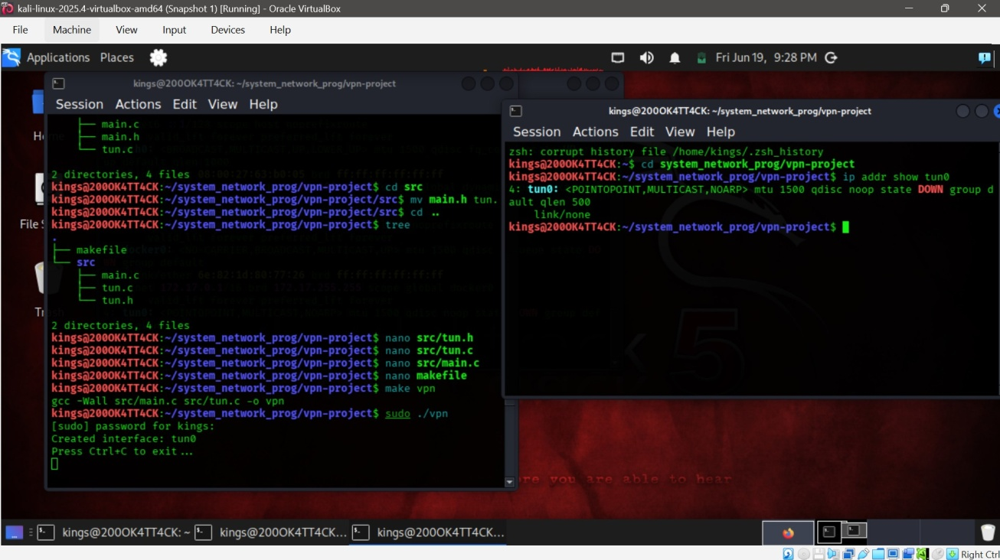 kali-linux-2025.4-virtualbox-amd64 (Snapshot 1) [Running] - Oracle VirtualBox
File Machine View Input Devices Help
Applications Places
Fri Jun 19, 9:28 PM
kings@200OK4TT4CK: ~/system_network_prog/vpn-project
Session Actions Edit View Help
├── main.c
├── main.h
└── tun.c
2 directories, 4 files
kings@200OK4TT4CK:~/system_network_prog/vpn-project$ cd src
kings@200OK4TT4CK:~/system_network_prog/vpn-project/src$ mv main.h tun.
kings@200OK4TT4CK:~/system_network_prog/vpn-project/src$ cd ..
kings@200OK4TT4CK:~/system_network_prog/vpn-project$ tree
.
├── makefile
└── src
├── main.c
├── tun.c
└── tun.h
2 directories, 4 files
kings@200OK4TT4CK:~/system_network_prog/vpn-project$ nano src/tun.h
kings@200OK4TT4CK:~/system_network_prog/vpn-project$ nano src/tun.c
kings@200OK4TT4CK:~/system_network_prog/vpn-project$ nano src/main.c
kings@200OK4TT4CK:~/system_network_prog/vpn-project$ nano makefile
kings@200OK4TT4CK:~/system_network_prog/vpn-project$ make vpn
gcc -Wall src/main.c src/tun.c -o vpn
kings@200OK4TT4CK:~/system_network_prog/vpn-project$ sudo ./vpn
[sudo] password for kings:
Created interface: tun0
Press Ctrl+C to exit...
kings@200OK4TT4CK: ~/system_network_prog/vpn-project
Session Actions Edit View Help
zsh: corrupt history file /home/kings/.zsh_history
kings@200OK4TT4CK:~$ cd system_network_prog/vpn-project
kings@200OK4TT4CK:~/system_network_prog/vpn-project$ ip addr show tun0
4: tun0: <POINTOPOINT,MULTICAST,NOARP> mtu 1500 qdisc noop state DOWN group d
ault qlen 500
link/none
kings@200OK4TT4CK:~/system_network_prog/vpn-project$
5
you are able to hear
kings@200OK4TT4CK: ~
kings@200OK4TT4CK...
kings@200OK4TT4CK...
Right Ctrl